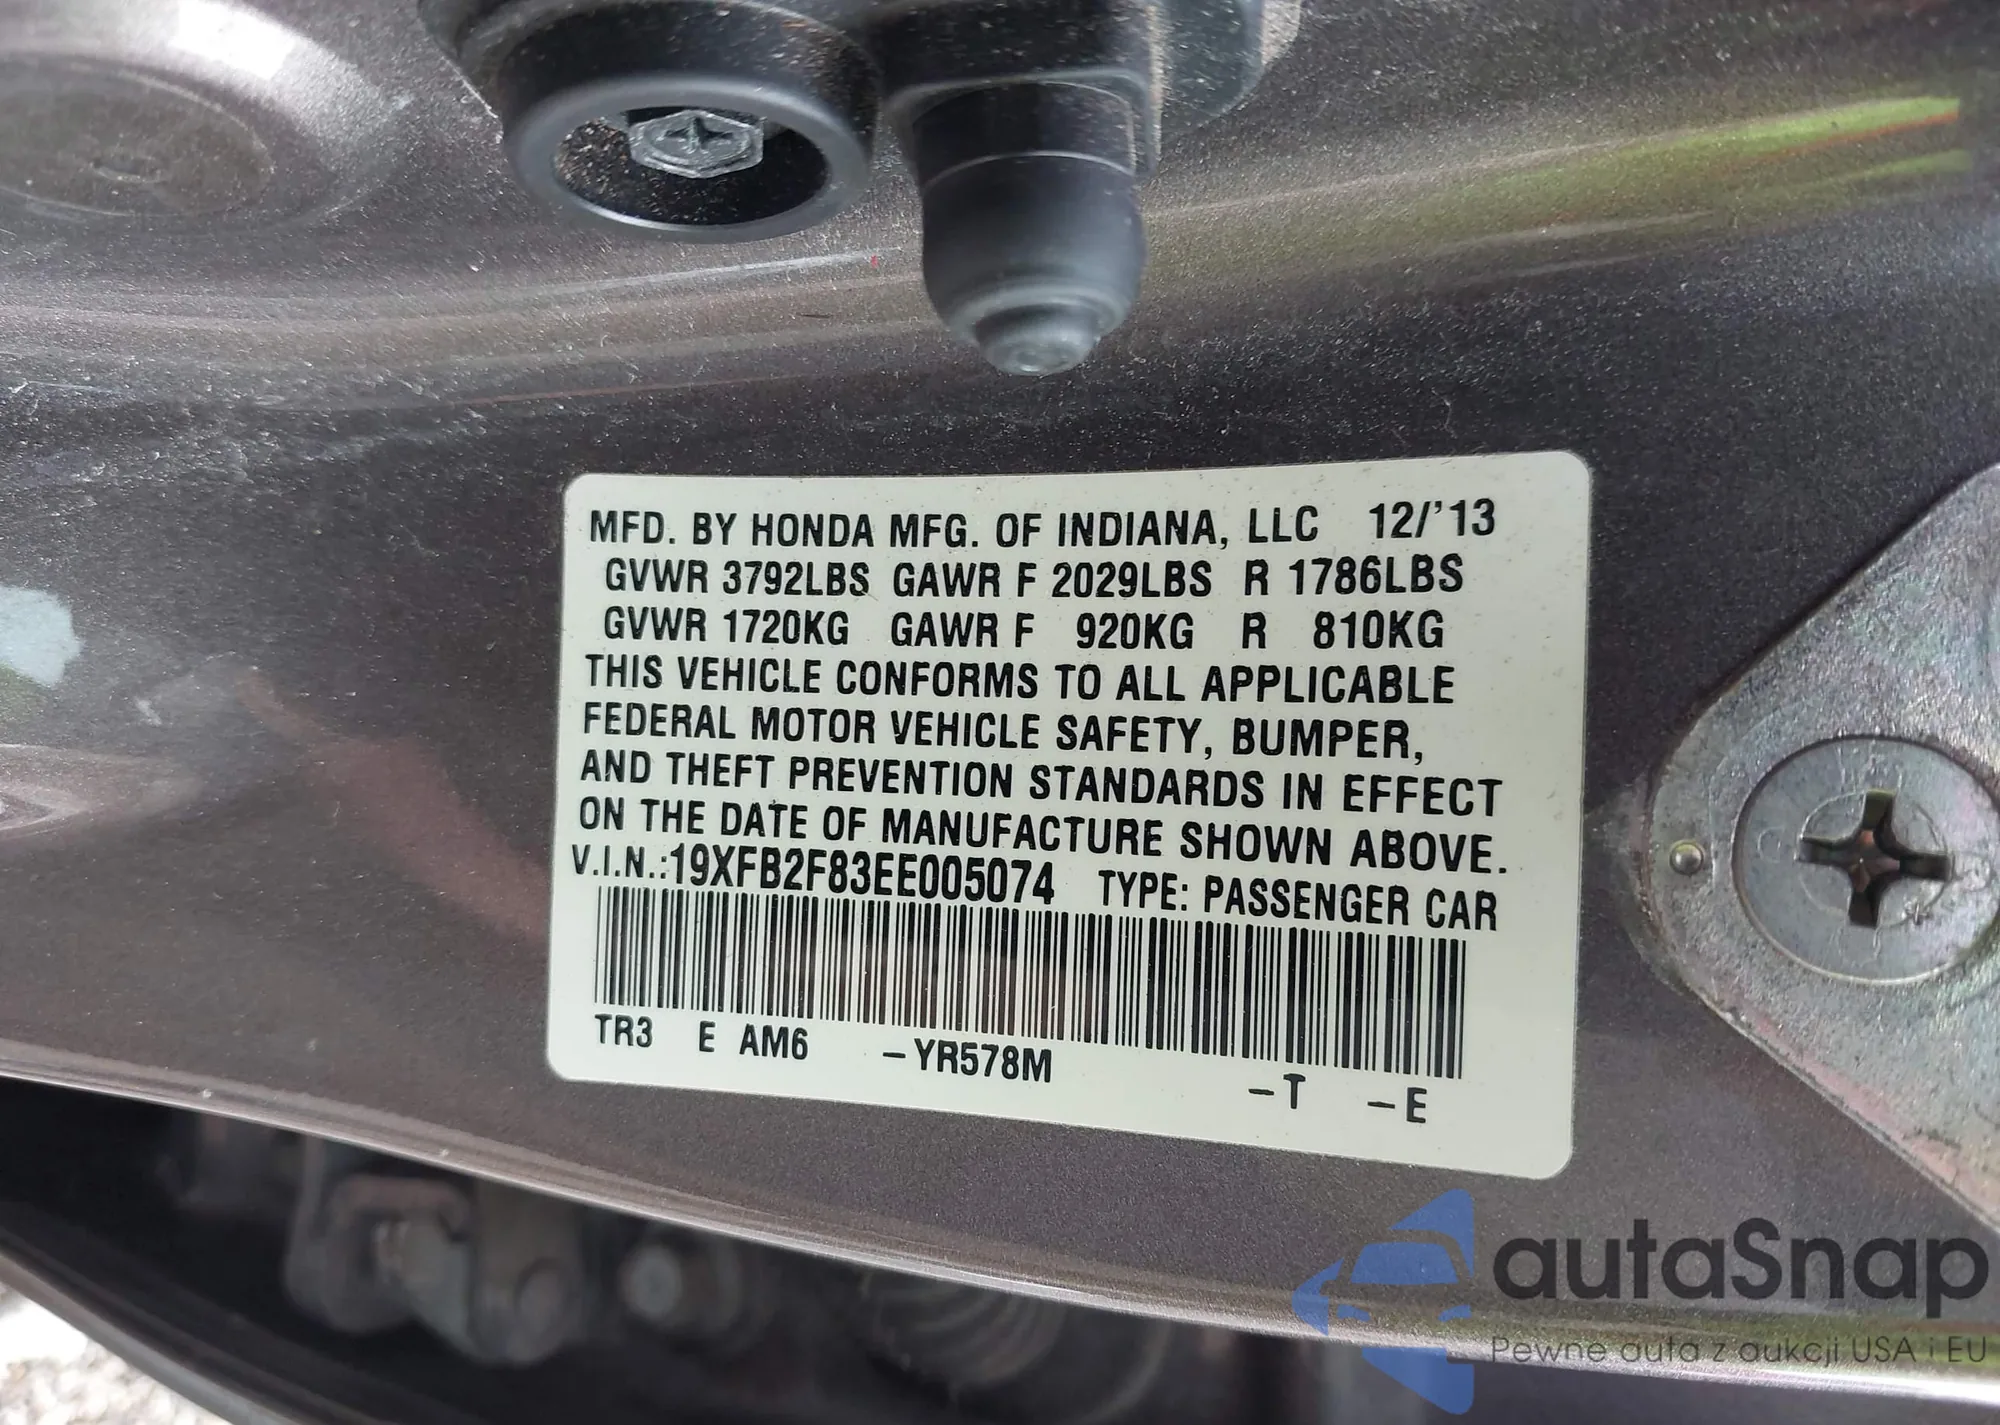 MFD. BY HONDA MFG. OF INDIANA, LLC 12/'13
GVWR 3792LBS GAWR F 2029LBS R 1786LBS
GVWR 1720KG GAWR F 920KG R 810KG
THIS VEHICLE CONFORMS TO ALL APPLICABLE
FEDERAL MOTOR VEHICLE SAFETY, BUMPER,
AND THEFT PREVENTION STANDARDS IN EFFECT
ON THE DATE OF MANUFACTURE SHOWN ABOVE.
V.I.N.:19XFB2F83EE005074 TYPE: PASSENGER CAR
TR3 E AM6 -YR578M -T -E
autaSnap
Pewne auta z aukcji USA i EU